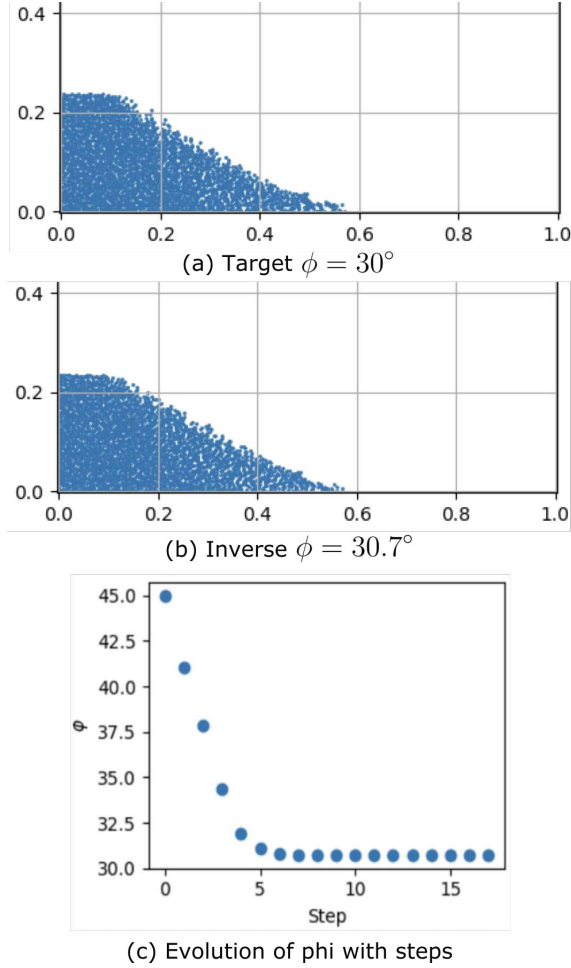 0.4
0.2
0.0
0.0 0.2 0.4 0.6 0.8 1.0
(a) Target ϕ = 30°
0.4
0.2
0.0
0.0 0.2 0.4 0.6 0.8 1.0
(b) Inverse ϕ = 30.7°
45.0
42.5
40.0
φ
37.5
35.0
32.5
30.0
0 5 10 15
Step
(c) Evolution of phi with steps